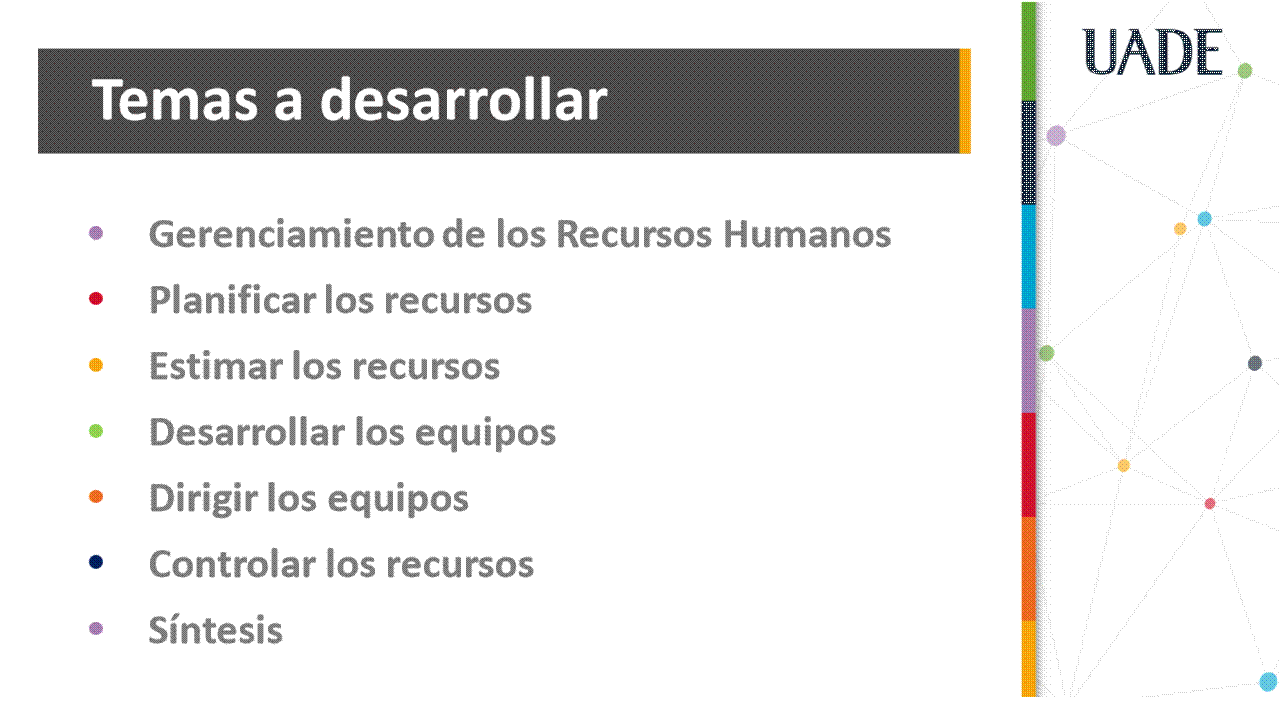 UADE
Temas a desarrollar
Gerenciamiento de los Recursos Humanos
Planificar los recursos
Estimar los recursos
Desarrollar los equipos
Dirigir los equipos
Controlar los recursos
Síntesis